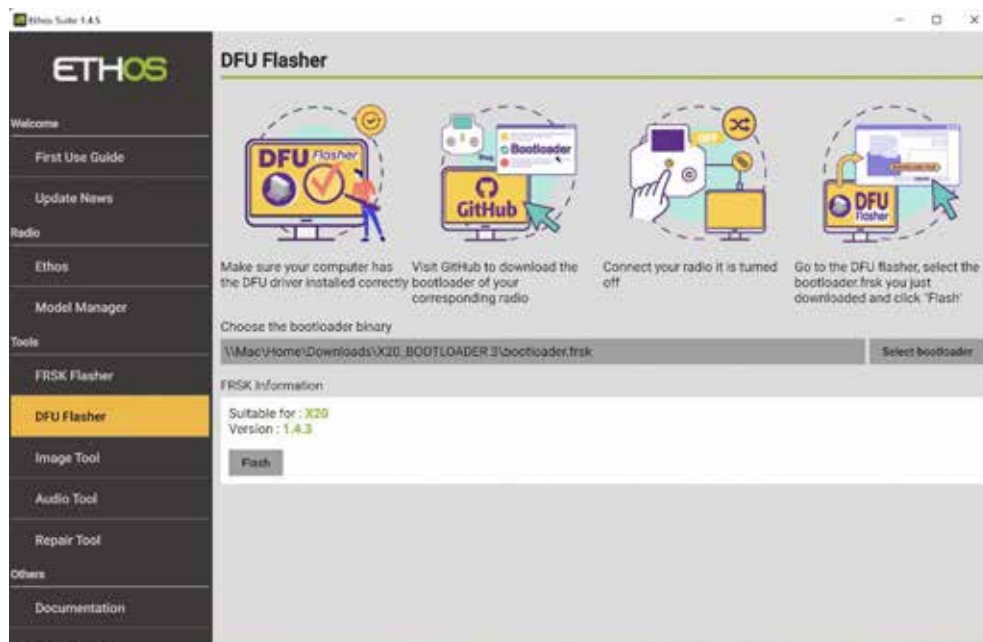 Ethos Suite 1.4.5
ETHOS
Welcome
First Use Guide
Update News
Radio
Ethos
Model Manager
Tools
FRSK Flasher
DFU Flasher
Image Tool
Audio Tool
Repair Tool
Others
Documentation
DFU Flasher
DFU Flasher
Bootloader
GitHub
DFU
Flasher
Make sure your computer has
the DFU driver installed correctly
Visit GitHub to download the
bootloader of your
corresponding radio
Connect your radio it is turned
off
Go to the DFU flasher, select the
bootloader.frsk you just
downloaded and click 'Flash'
Choose the bootloader binary
\\Mac\Home\Downloads\X20_BOOTLOADER 3\bootloader.frsk
Select bootloader
FRSK Information
Suitable for : X20
Version : 1.4.3
Flash